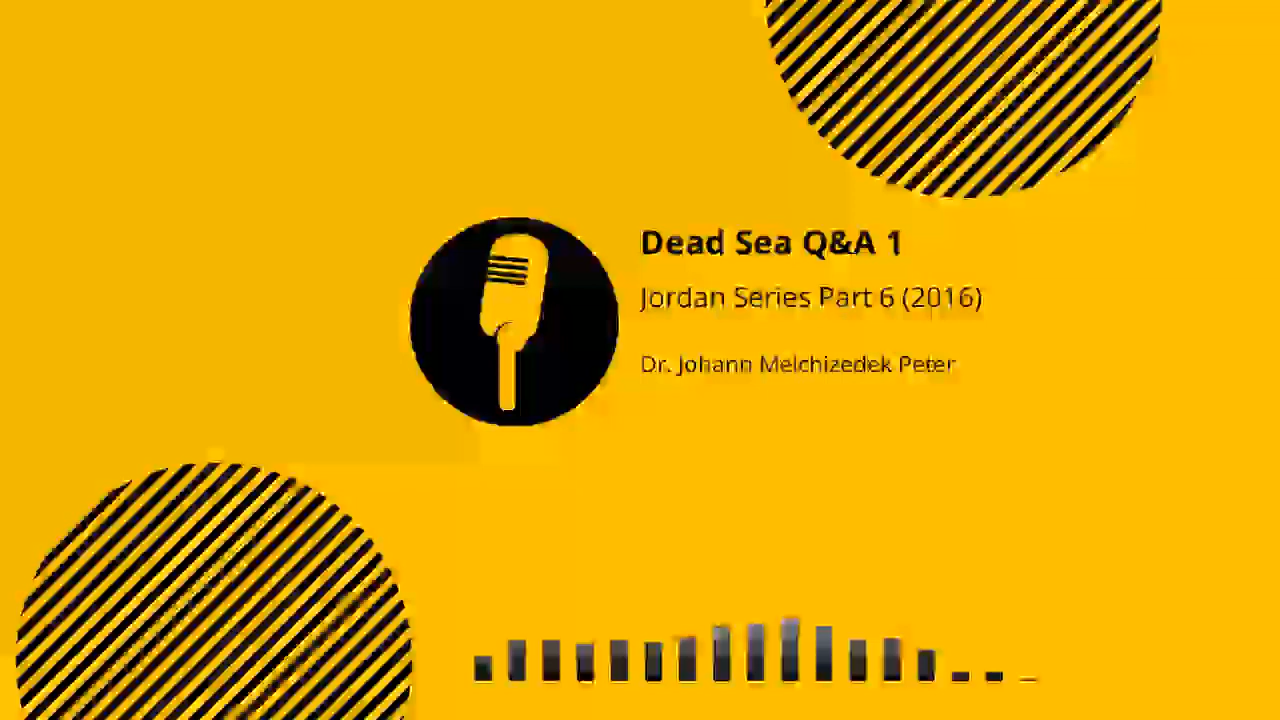 Dead Sea Q&A 1
Jordan Series Part 6 (2016)
Dr. Johann Melchizedek Peter